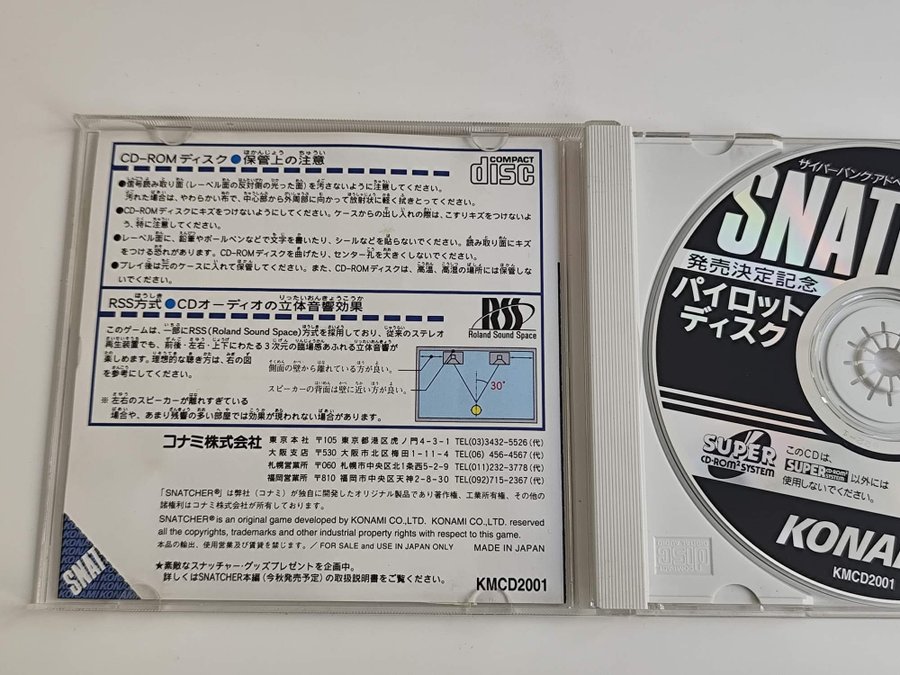 CD-ROMディスク●保管上の注意
COMPACT
disc
●信号読み取り面(レーベル面の反対側の光った面)を汚さないように注意してください。
汚れた場合は、やわらかい布で、中心部から外周部に向かって放射状に軽く拭きとってください。
●CD-ROMディスクにキズをつけないようにしてください。ケースからの出し入れの際は、こすりキズをつけないよ
う、特に注意してください。
●レーベル面に、鉛筆やボールペンなどで文字を書いたり、シールなどを貼らないでください。読み取り面にキズ
をつける恐れがあります。CD-ROMディスクを曲げたり、センター孔を大きくしないでください。
●プレイ後は元のケースに入れて保管してください。また、CD-ROMディスクは、高温、高湿の場所には保管しな
いでください。
RSS方式●CDオーディオの立体音響効果
RSS
Roland Sound Space
このゲームは、一部にRSS(Roland Sound Space)方式を採用しており、従来のステレオ
再生装置でも、前後・左右・上下にわたる3次元の臨場感あふれる立体音響が
楽しめます。理想的な聴き方は、右の図
を参考にしてください。
側面の壁から離れている方が良い。
スピーカーの背面は壁に近い方が良い。
30°
※左右のスピーカーが離れすぎている
場合や、あまり残響の多い部屋では効果が現われない場合があります。
コナミ株式会社
東京本社 〒105 東京都港区虎ノ門4-3-1 TEL(03)3432-5526(代)
大阪支店 〒530 大阪市北区梅田1-11-4 TEL(06) 456-4567(代)
札幌営業所 〒060 札幌市中央区北1条西5-2-9 TEL(011)232-3778(代)
福岡営業所 〒810 福岡市中央区天神2-8-30 TEL(092)715-2367(代)
「SNATCHER®」は弊社(コナミ)が独自に開発したオリジナル製品であり著作権、工業所有権、その他の
諸権利はコナミ株式会社が所有しております。
SNATCHER® is an original game developed by KONAMI CO.,LTD. KONAMI CO.,LTD. reserved
all the copyrights, trademarks and other industrial property rights with respect to this game.
本品の輸出、使用営業及び賃貸を禁じます。/ FOR SALE and USE IN JAPAN ONLY
MADE IN JAPAN
★素敵なスナッチャー・グッズプレゼントを企画中。
詳しくはSNATCHER本編(今秋発売予定)の取扱説明書をご覧ください。
KMCD2001
SNAT
KONAMI KONAMI
サイバーパンク・アドベ
SNAT
発売決定記念
パイロット
ディスク
SUPER
CD-ROM² SYSTEM
このCDは、
SUPER CD-ROM² SYSTEM 以外には
使用しないでください。
KONAM
KMCD2001